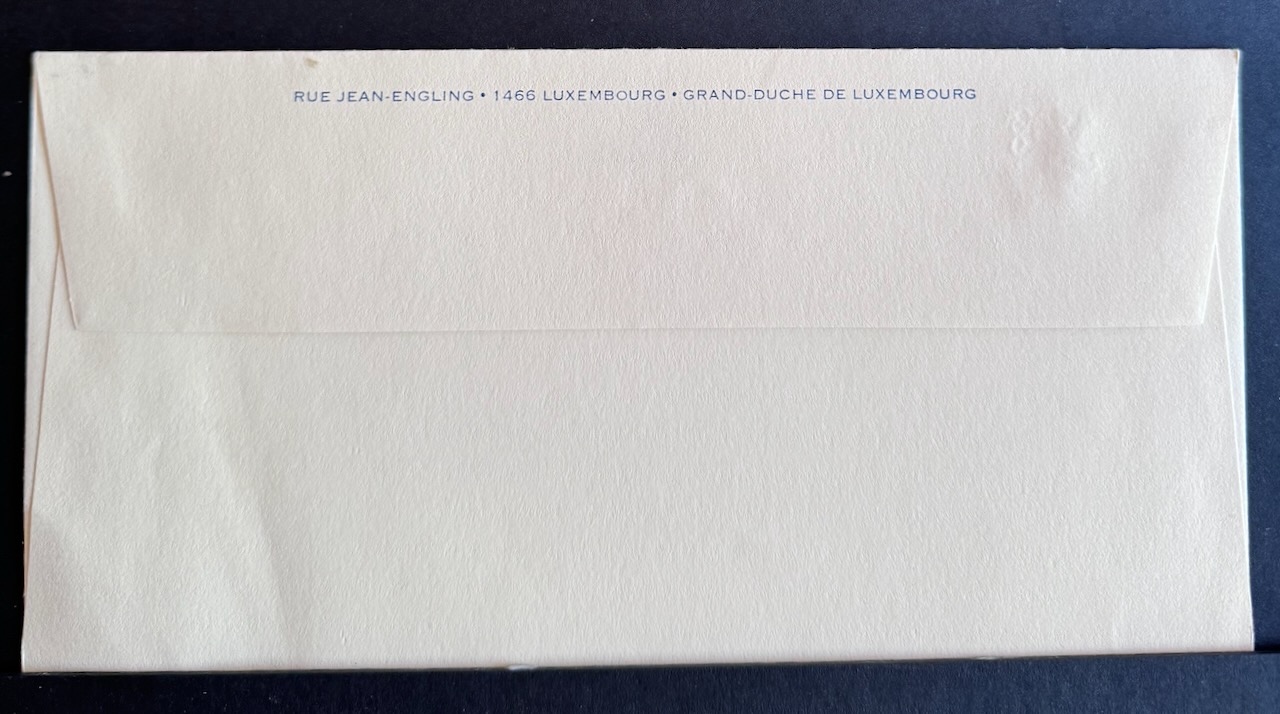 RUE JEAN-ENGLING • 1466 LUXEMBOURG • GRAND-DUCHE DE LUXEMBOURG